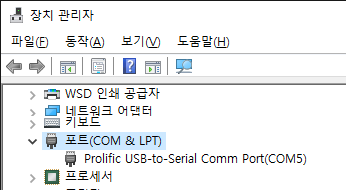 장치 관리자
파일(F) 동작(A) 보기(V) 도움말(H)
WSD 인쇄 공급자
네트워크 어댑터
키보드
포트(COM & LPT)
Prolific USB-to-Serial Comm Port(COM5)
프로세서